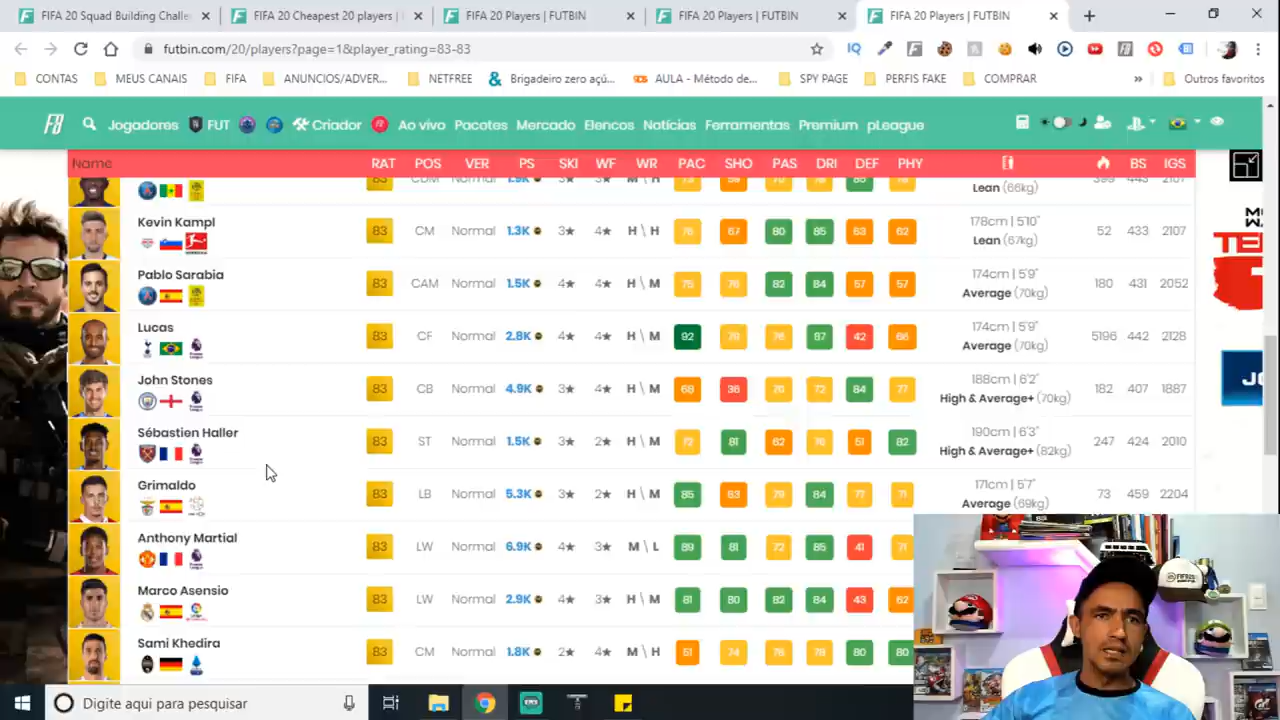 FIFA 20 Squad Building Challe × FIFA 20 Cheapest 20 players | × FIFA 20 Players | FUTBIN × FIFA 20 Players | FUTBIN × FIFA 20 Players | FUTBIN ×
futbin.com/20/players?page=1&player_rating=83-83
CONTAS MEUS CANAIS FIFA ANUNCIOS/ADVER... NETFREE Brigadeiro zero açú... AULA - Método de... SPY PAGE PERFIS FAKE COMPRAR » Outros favoritos
Jogadores FUT Criador Ao vivo Pacotes Mercado Elencos Notícias Ferramentas Premium pLeague
Name RAT POS VER PS SKI WF WR PAC SHO PAS DRI DEF PHY BS IGS
Lean (66kg)
Kevin Kampl 83 CM Normal 1.3K 3★ 4★ H \ H 76 67 80 85 63 62 178cm | 5'10" Lean (67kg) 52 433 2107
Pablo Sarabia 83 CAM Normal 1.5K 4★ 4★ H \ M 75 76 82 84 57 57 174cm | 5'9" Average (70kg) 180 431 2052
Lucas 83 CF Normal 2.8K 4★ 4★ H \ M 92 79 76 87 42 66 174cm | 5'9" Average (70kg) 5196 442 2128
John Stones 83 CB Normal 4.9K 3★ 4★ H \ M 68 36 70 72 84 77 188cm | 6'2" High & Average+ (70kg) 182 407 1887
Sébastien Haller 83 ST Normal 1.5K 3★ 2★ H \ M 72 81 62 76 51 82 190cm | 6'3" High & Average+ (82kg) 247 424 2010
Grimaldo 83 LB Normal 5.3K 3★ 2★ H \ M 85 63 79 84 77 71 171cm | 5'7" Average (69kg) 73 459 2204
Anthony Martial 83 LW Normal 6.9K 4★ 3★ M \ L 89 81 72 85 41 71
Marco Asensio 83 LW Normal 2.9K 4★ 3★ H \ M 81 80 82 84 43 62
Sami Khedira 83 CM Normal 1.8K 2★ 4★ M \ H 51 74 76 78 80 80
Digite aqui para pesquisar